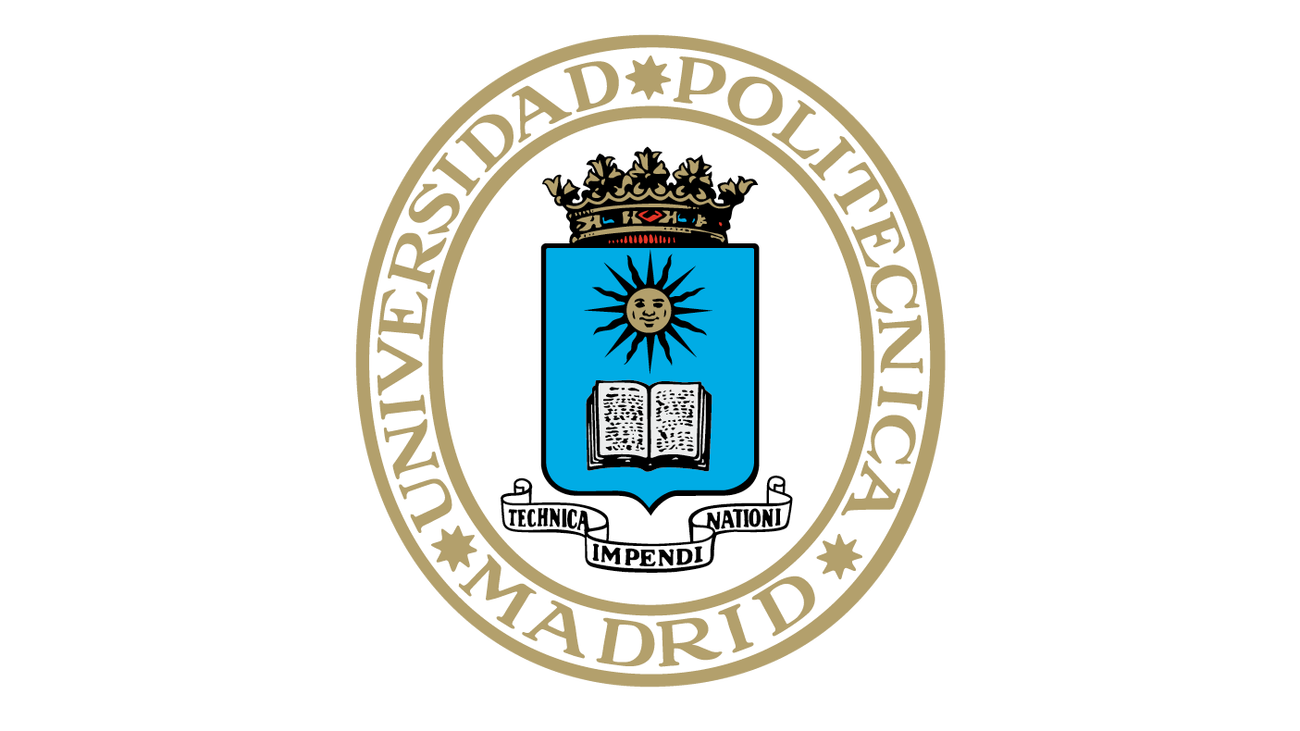 UNIVERSIDAD POLITECNICA
MADRID
TECHNICA
IMPENDI
NATIONI